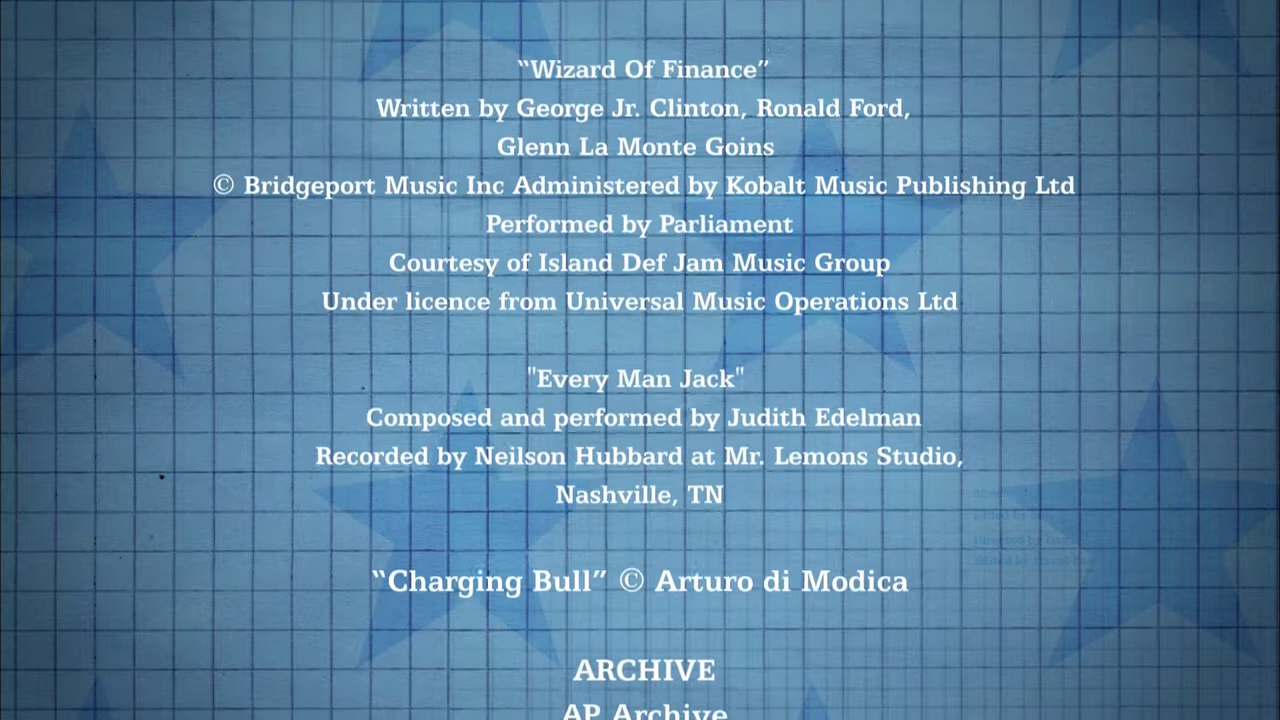 “Wizard Of Finance”
Written by George Jr. Clinton, Ronald Ford,
Glenn La Monte Goins
© Bridgeport Music Inc Administered by Kobalt Music Publishing Ltd
Performed by Parliament
Courtesy of Island Def Jam Music Group
Under licence from Universal Music Operations Ltd
"Every Man Jack"
Composed and performed by Judith Edelman
Recorded by Neilson Hubbard at Mr. Lemons Studio,
Nashville, TN
“Charging Bull” © Arturo di Modica
ARCHIVE
AP Archive